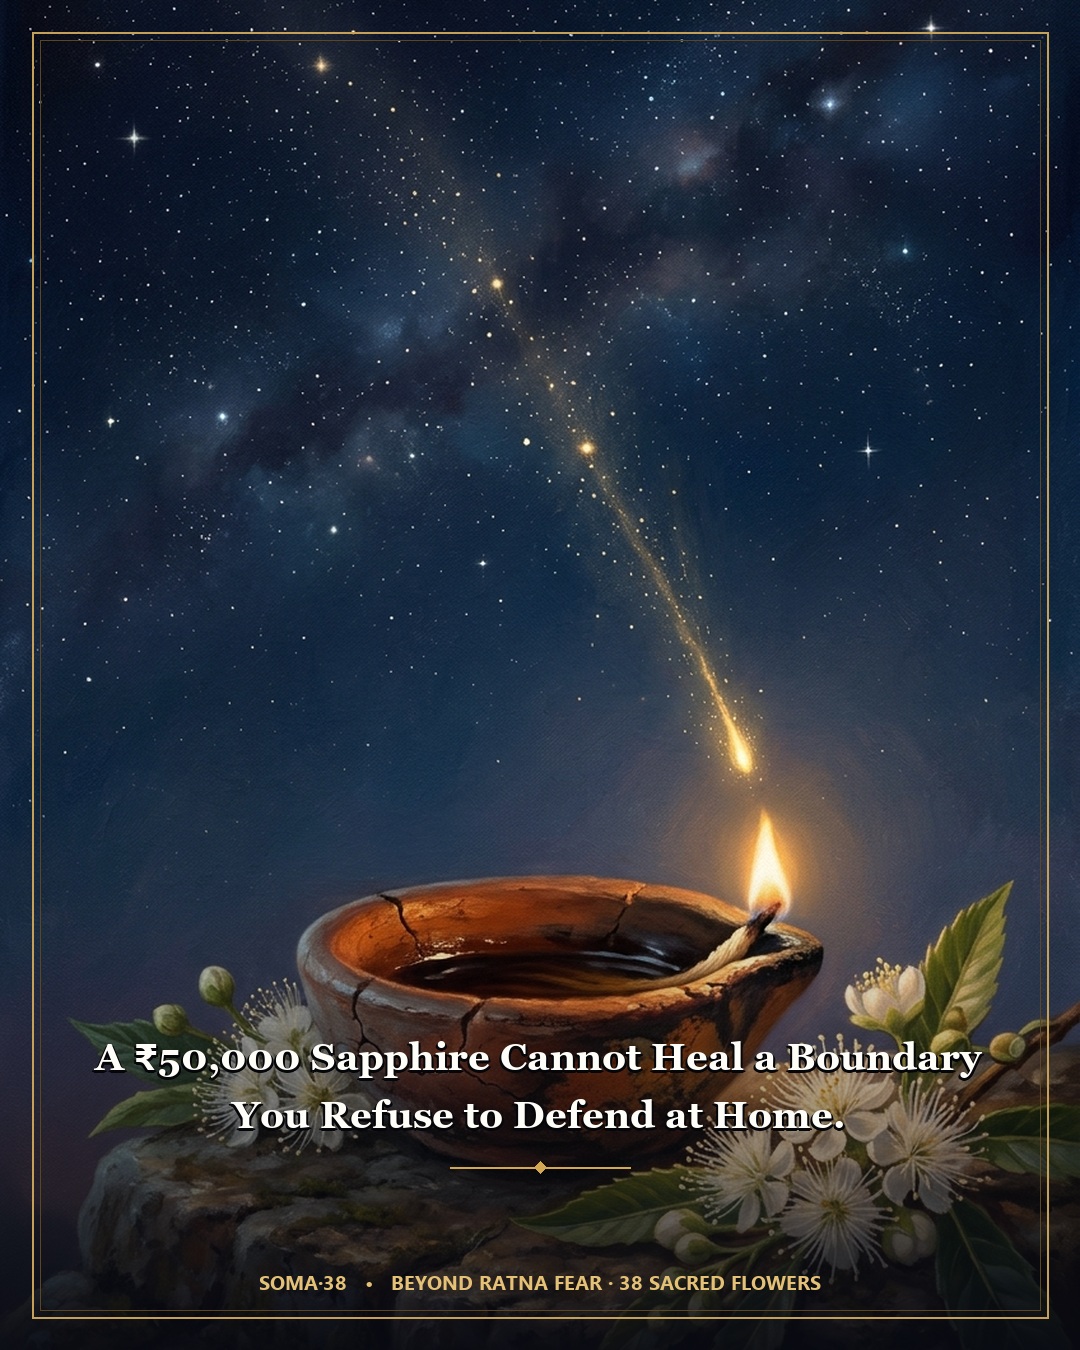 A ₹50,000 Sapphire Cannot Heal a Boundary
You Refuse to Defend at Home.
SOMA·38 • BEYOND RATNA FEAR · 38 SACRED FLOWERS